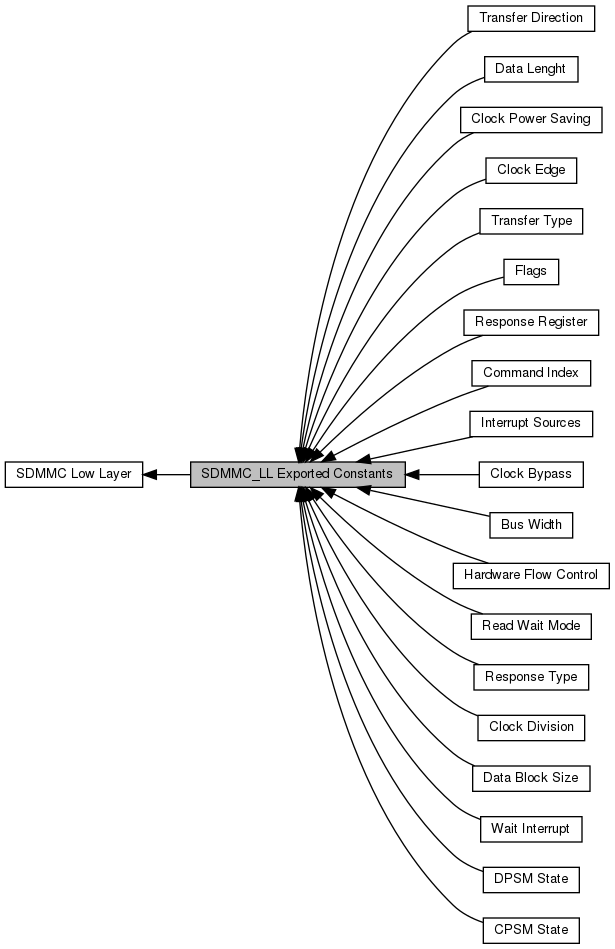 Transfer Direction
Data Lenght
Clock Power Saving
Clock Edge
Transfer Type
Flags
Response Register
Command Index
Interrupt Sources
SDMMC Low Layer
SDMMC_LL Exported Constants
Clock Bypass
Bus Width
Hardware Flow Control
Read Wait Mode
Response Type
Clock Division
Data Block Size
Wait Interrupt
DPSM State
CPSM State